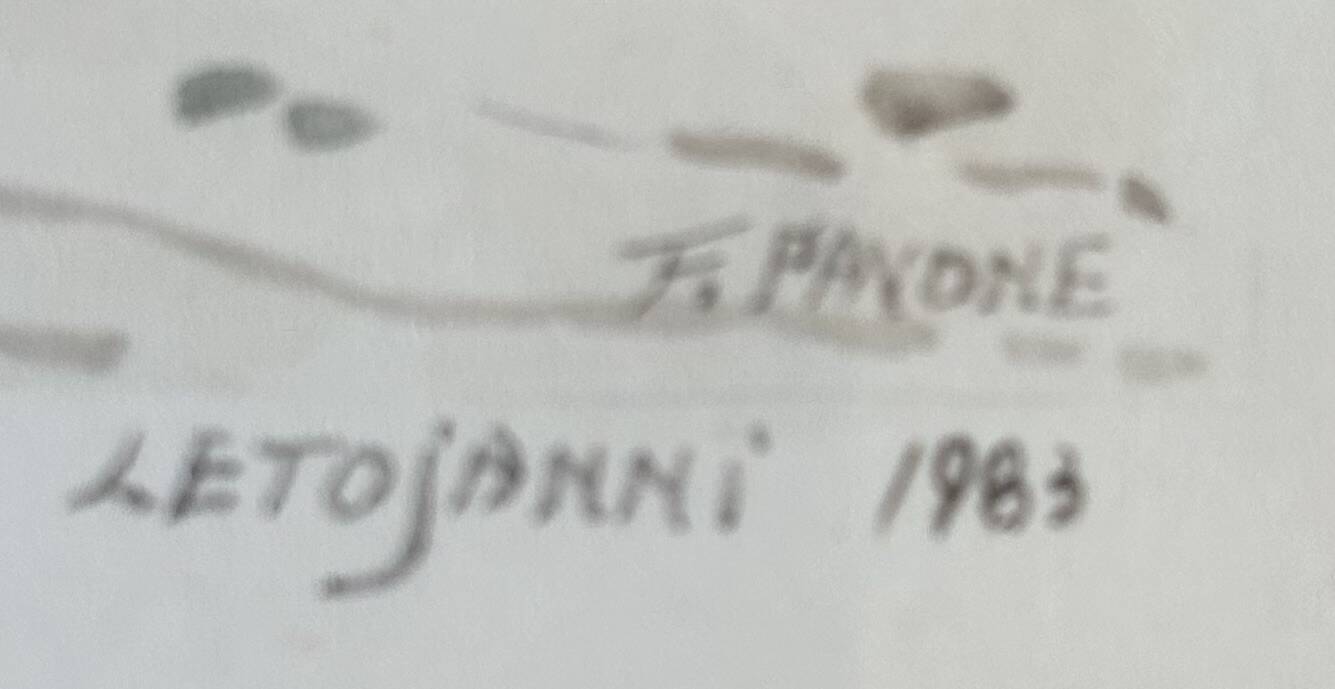 F. PAVONE
LETOjANNi 1983